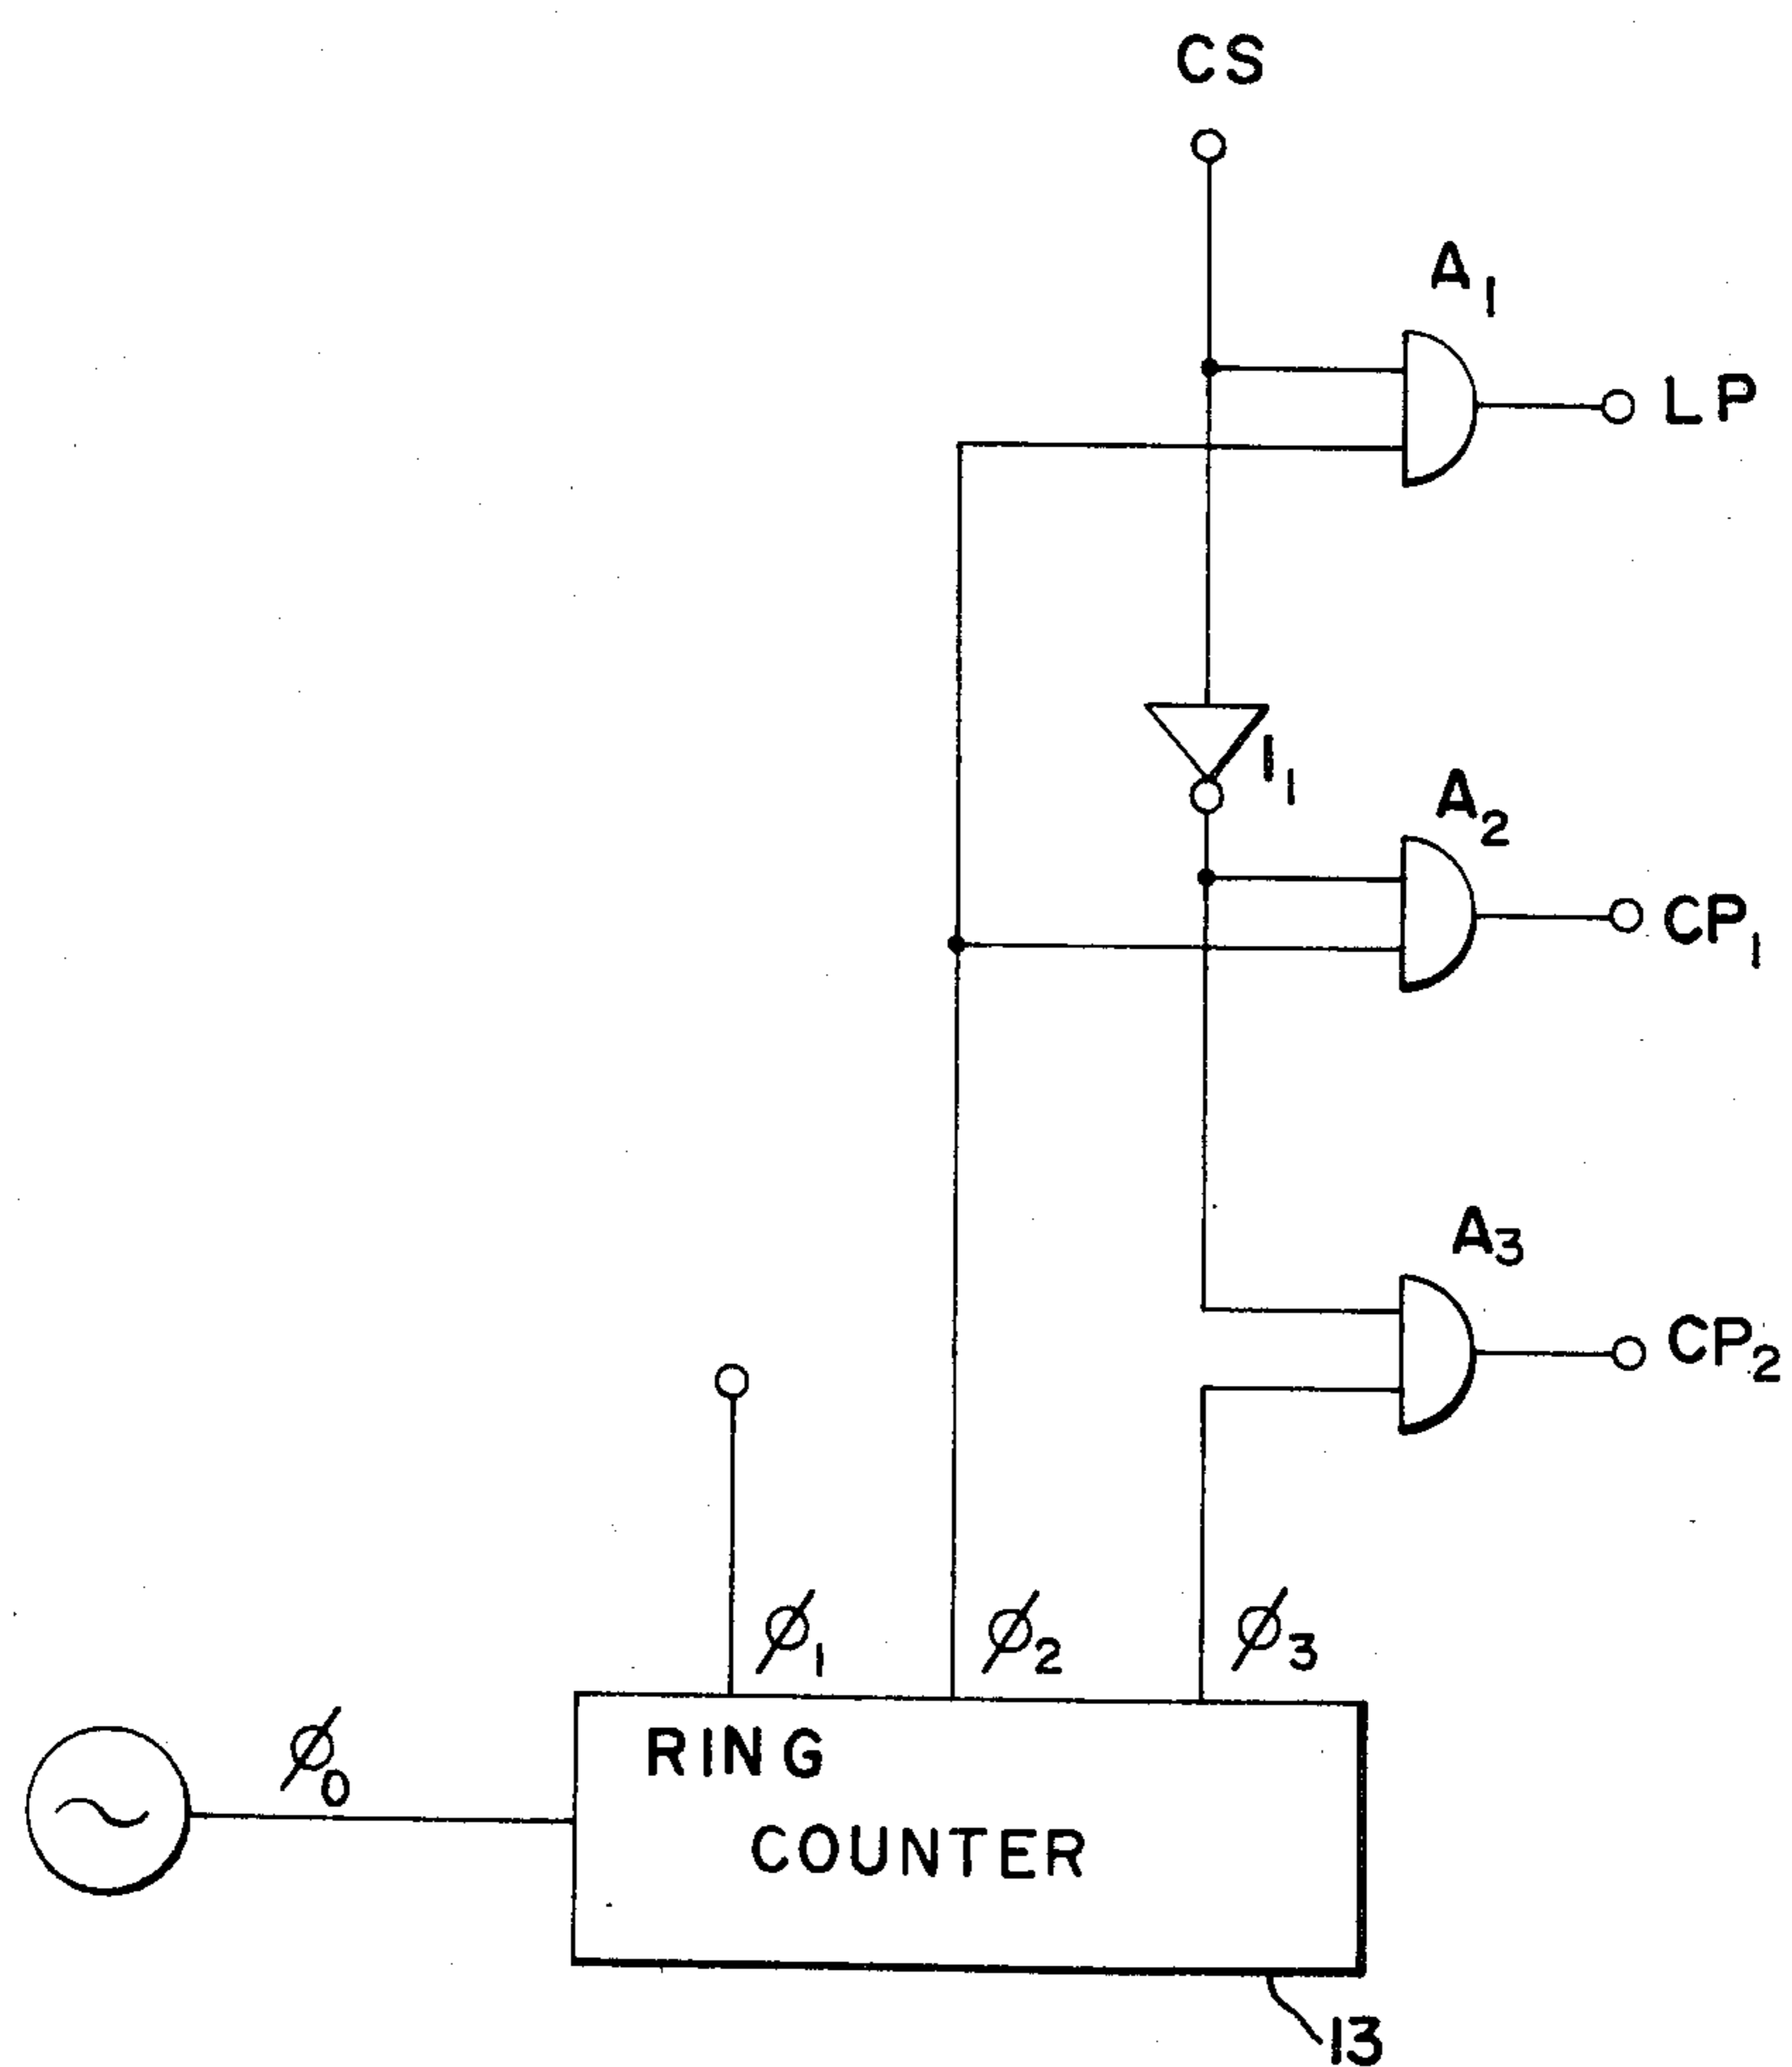 CS
A₁
LP
I₁
A₂
CP₁
A₃
CP₂
ø₁
ø₂
ø₃
ø₀
RING
COUNTER
13